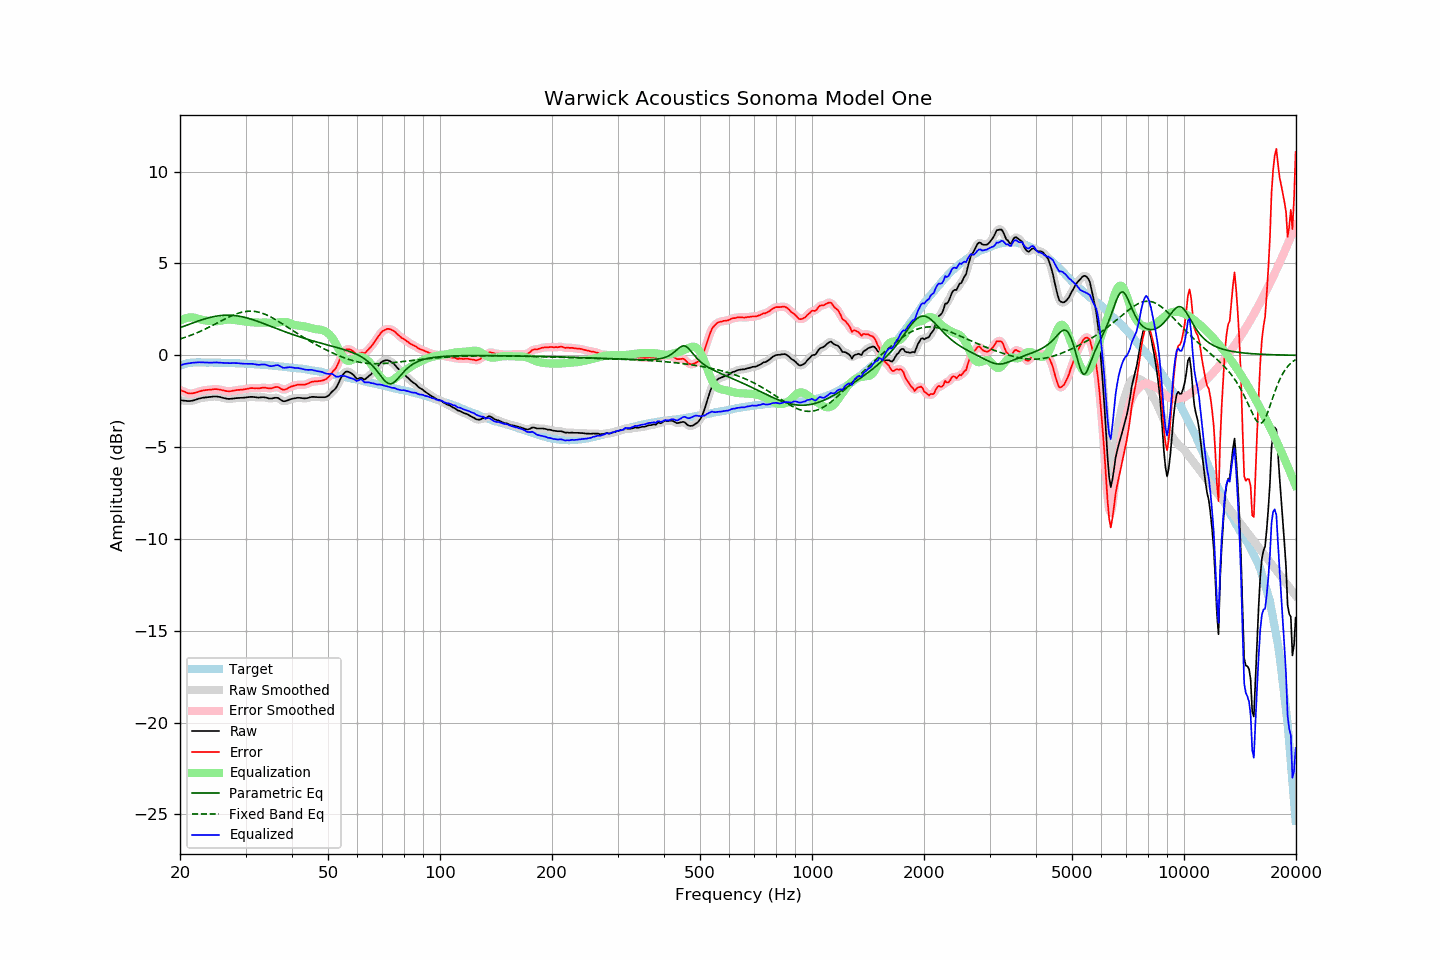 Warwick Acoustics Sonoma Model One
10
5
0
−5
−10
−15
−20
−25
Amplitude (dBr)
Target
Raw Smoothed
Error Smoothed
Raw
Error
Equalization
Parametric Eq
Fixed Band Eq
Equalized
20 50 100 200 500 1000 2000 5000 10000 20000
Frequency (Hz)